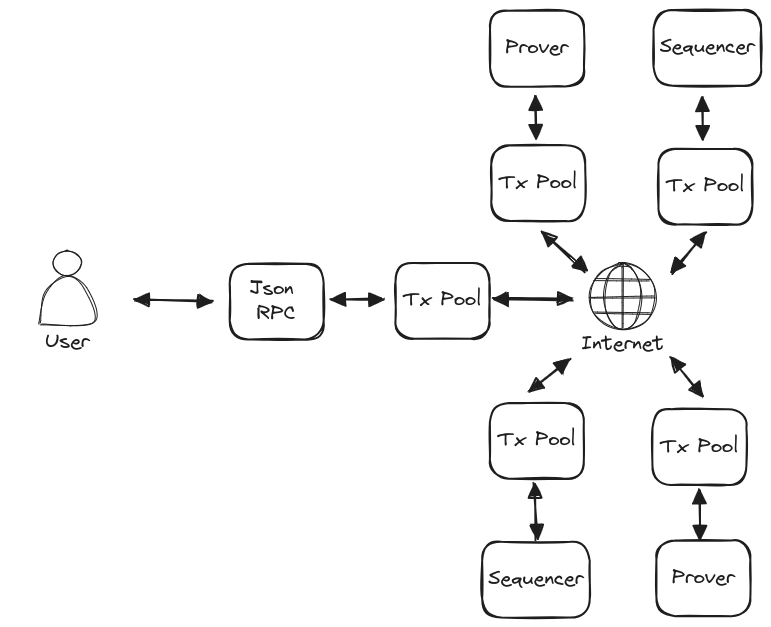 Prover
Sequencer
Tx Pool
Tx Pool
User
Json
RPC
Tx Pool
Internet
Tx Pool
Tx Pool
Sequencer
Prover